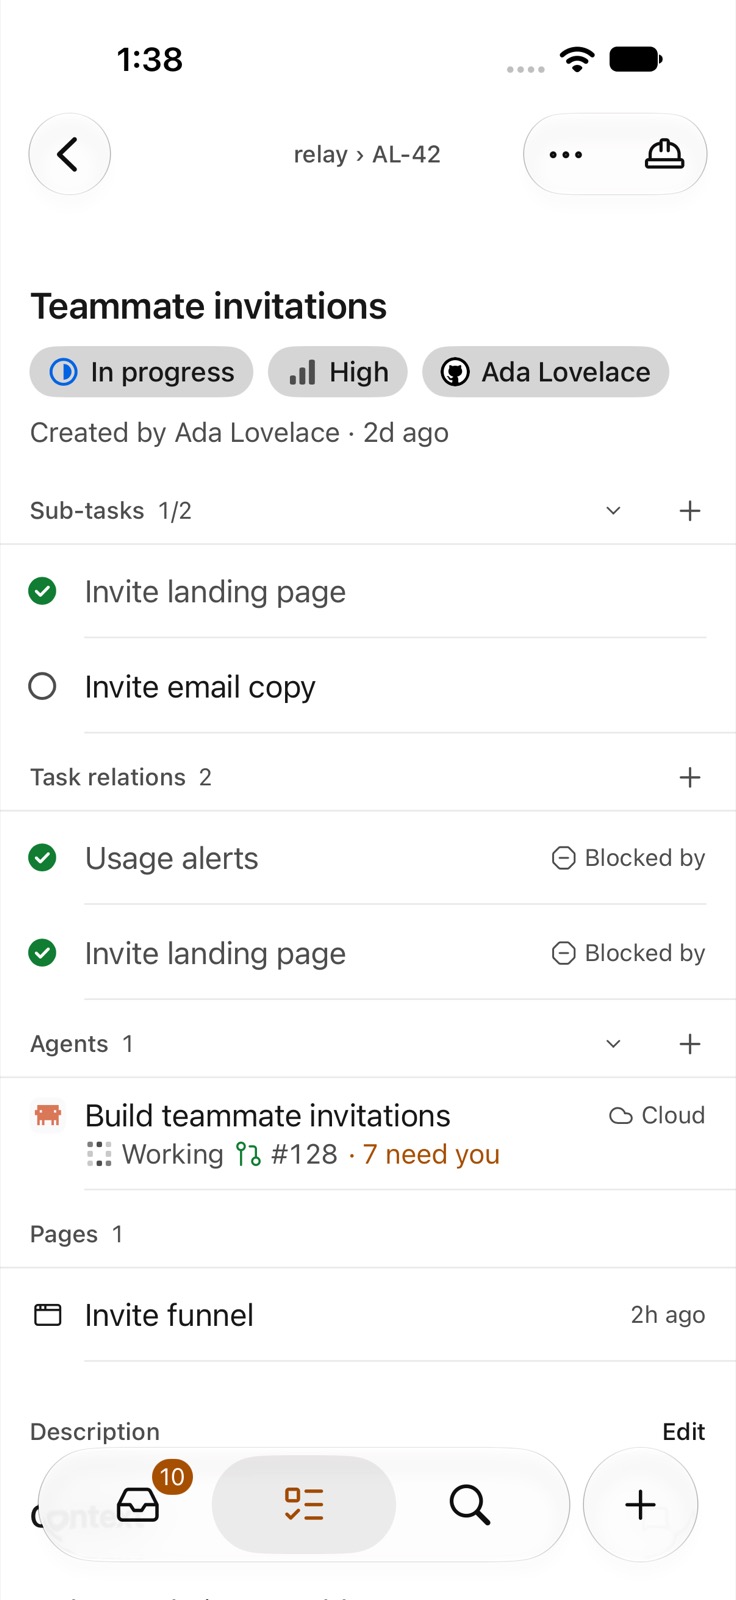 1:38
relay › AL-42
Teammate invitations
In progress
High
Ada Lovelace
Created by Ada Lovelace · 2d ago
Sub-tasks 1/2
Invite landing page
Invite email copy
Task relations 2
Usage alerts
Blocked by
Invite landing page
Blocked by
Agents 1
Build teammate invitations
Cloud
Working #128 · 7 need you
Pages 1
Invite funnel
2h ago
Description
Edit
10